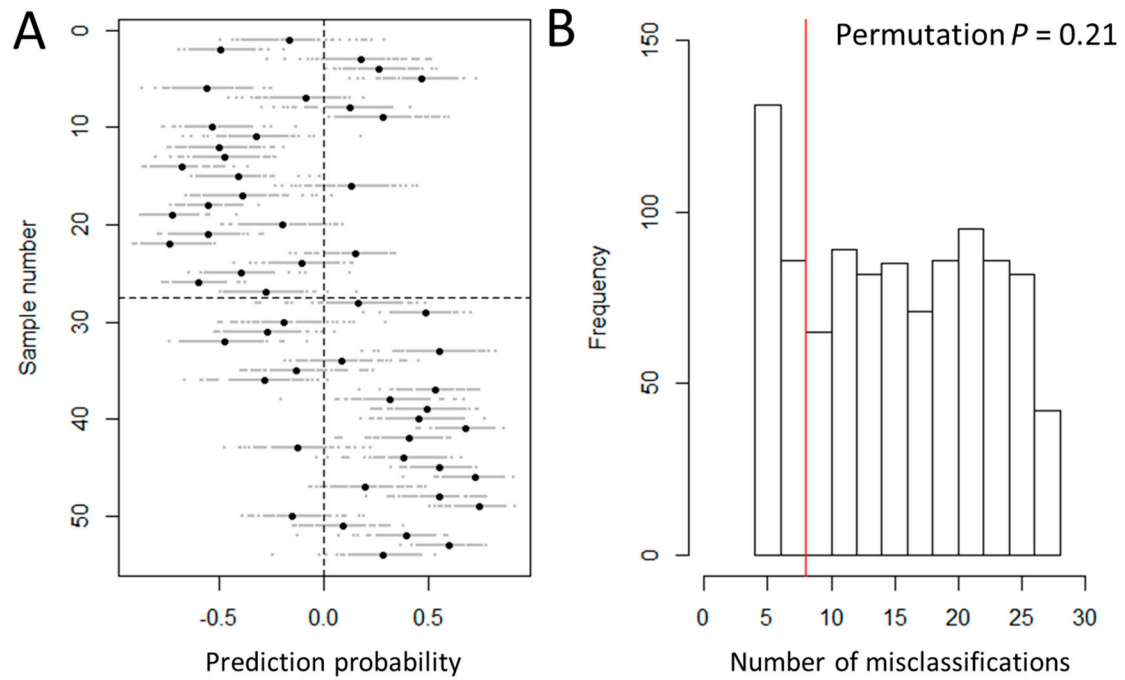 A
0
10
20
30
40
50
Sample number
-0.5 0.0 0.5
Prediction probability
B
Permutation P = 0.21
150
100
50
0
Frequency
0 5 10 15 20 25 30
Number of misclassifications